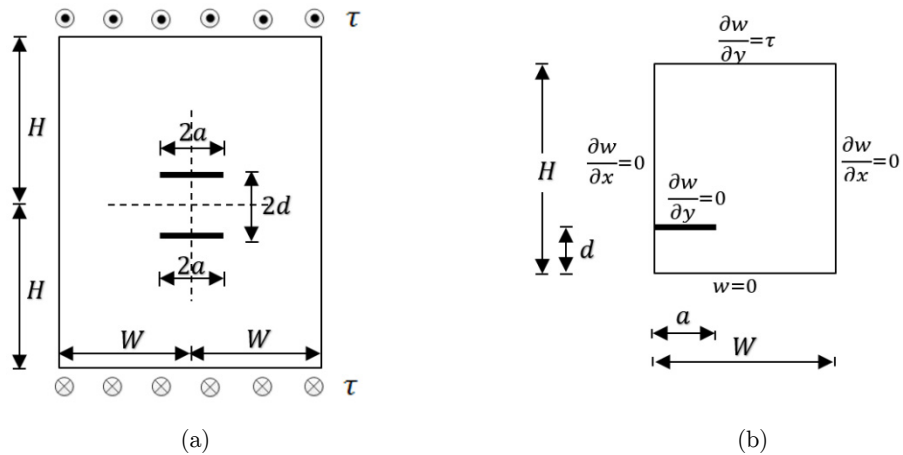 τ
H
2a
2d
H
2a
W
W
τ
(a)
∂w/∂y=τ
∂w/∂x=0
H
∂w/∂x=0
∂w/∂y=0
d
w=0
a
W
(b)